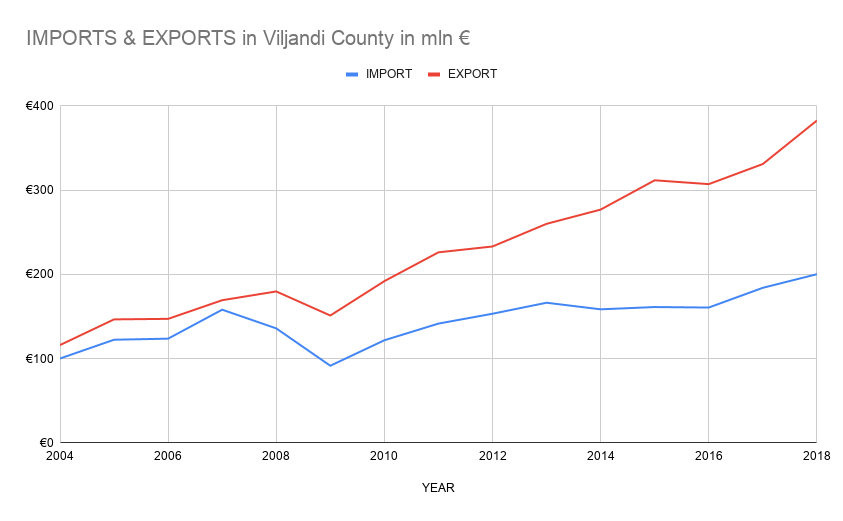 IMPORTS & EXPORTS in Viljandi County in mln €
IMPORT EXPORT
€400
€300
€200
€100
€0
2004 2006 2008 2010 2012 2014 2016 2018
YEAR